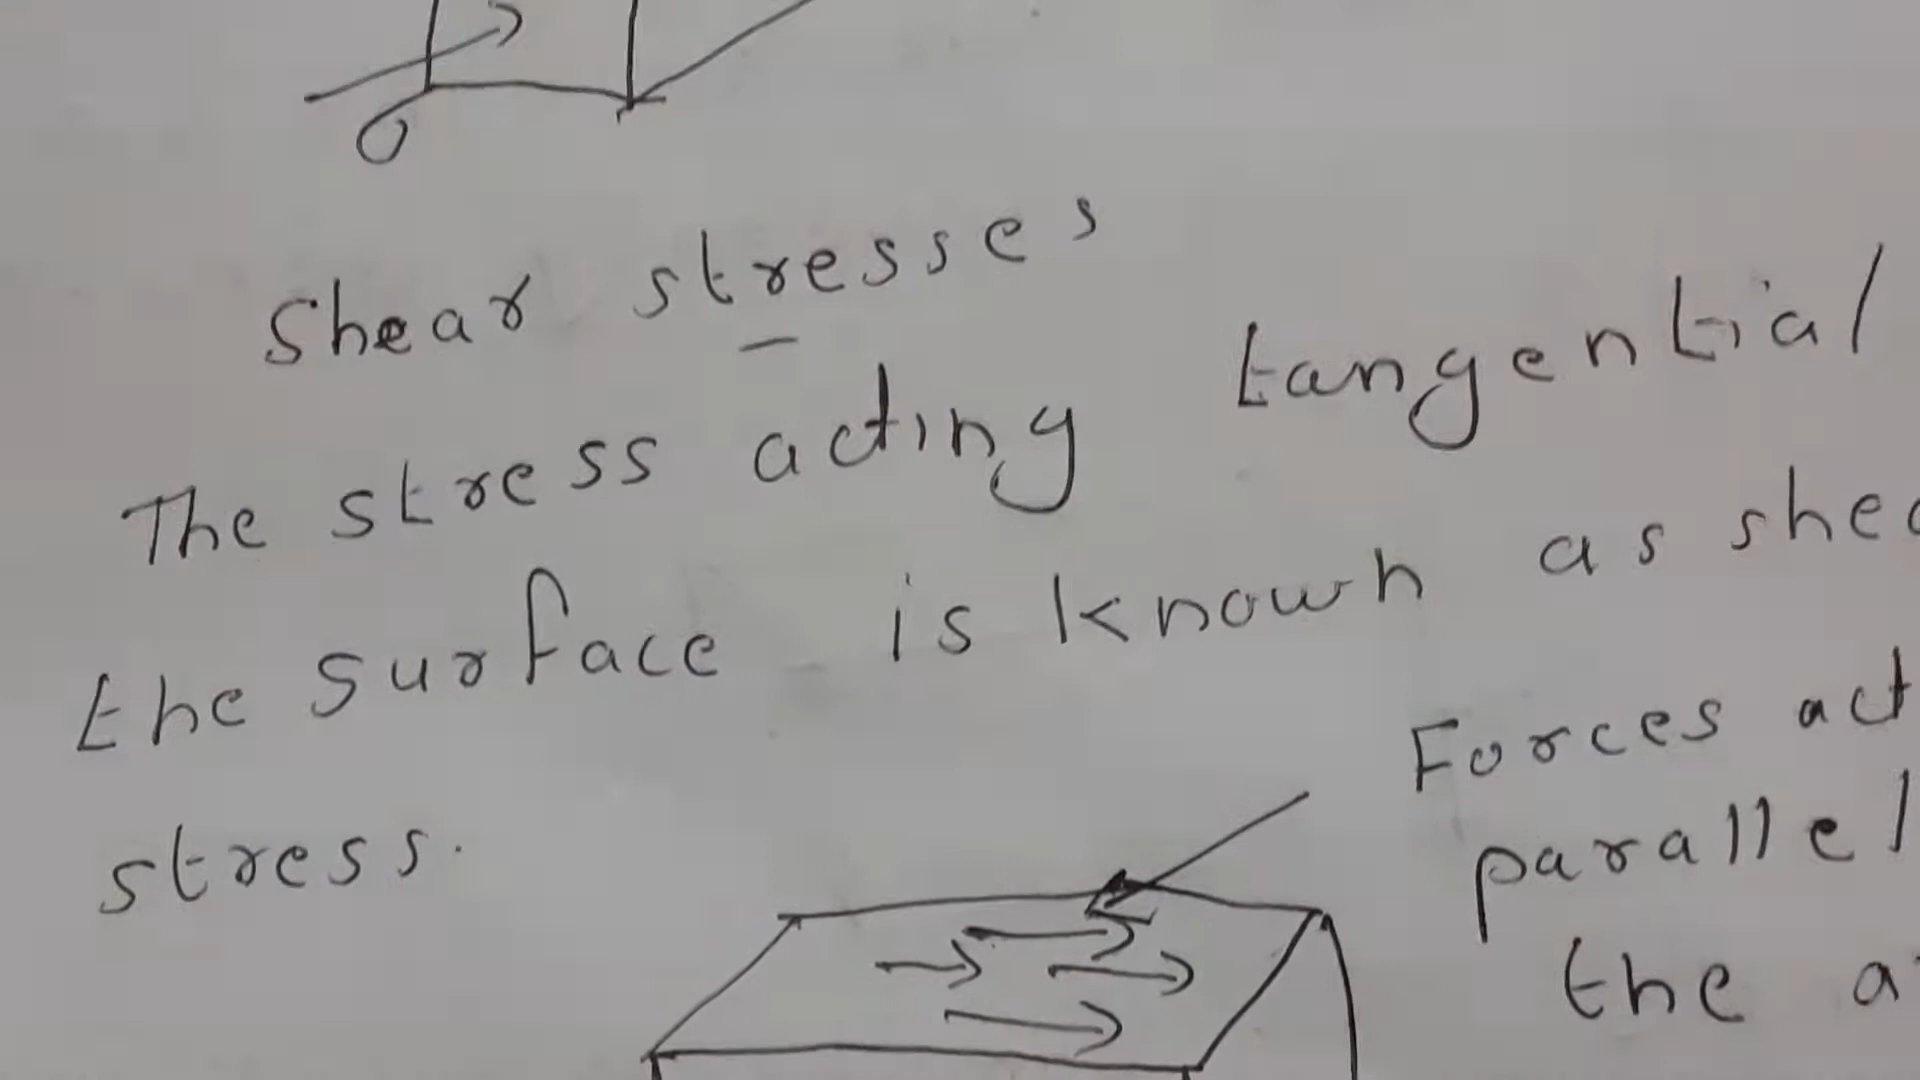 Shear stresses
The stress acting tangential
the surface is known as shea
stress.
Forces act
parallel
the a